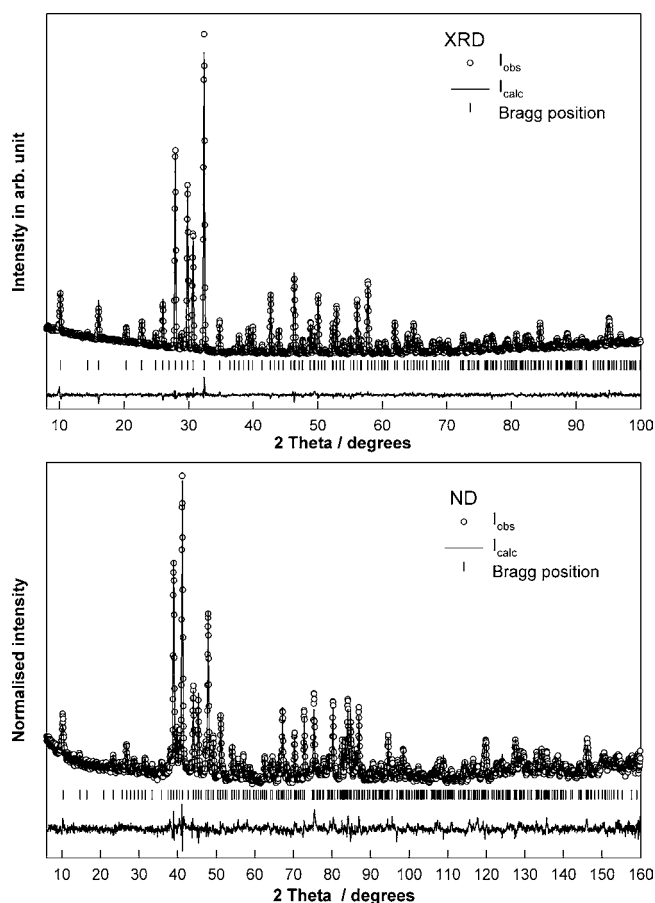 XRD
I_obs
I_calc
Bragg position
Intensity in arb. unit
10 20 30 40 50 60 70 80 90 100
2 Theta / degrees
ND
I_obs
I_calc
Bragg position
Normalised intensity
10 20 30 40 50 60 70 80 90 100 110 120 130 140 150 160
2 Theta / degrees